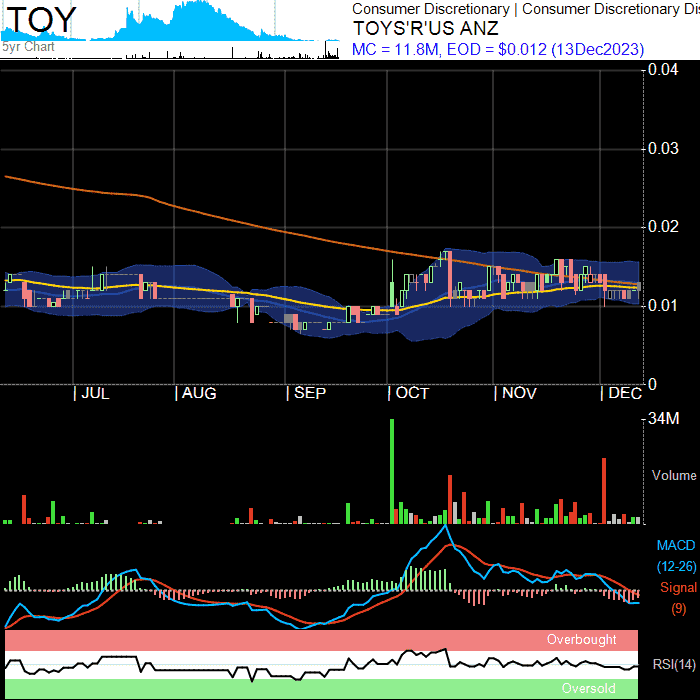 TOY
5yr Chart
Consumer Discretionary | Consumer Discretionary Dis
TOYS'R'US ANZ
MC = 11.8M, EOD = $0.012 (13Dec2023)
0.04
0.03
0.02
0.01
0
| JUL | AUG | SEP | OCT | NOV | DEC
34M
Volume
MACD
(12-26)
Signal
(9)
Overbought
RSI(14)
Oversold